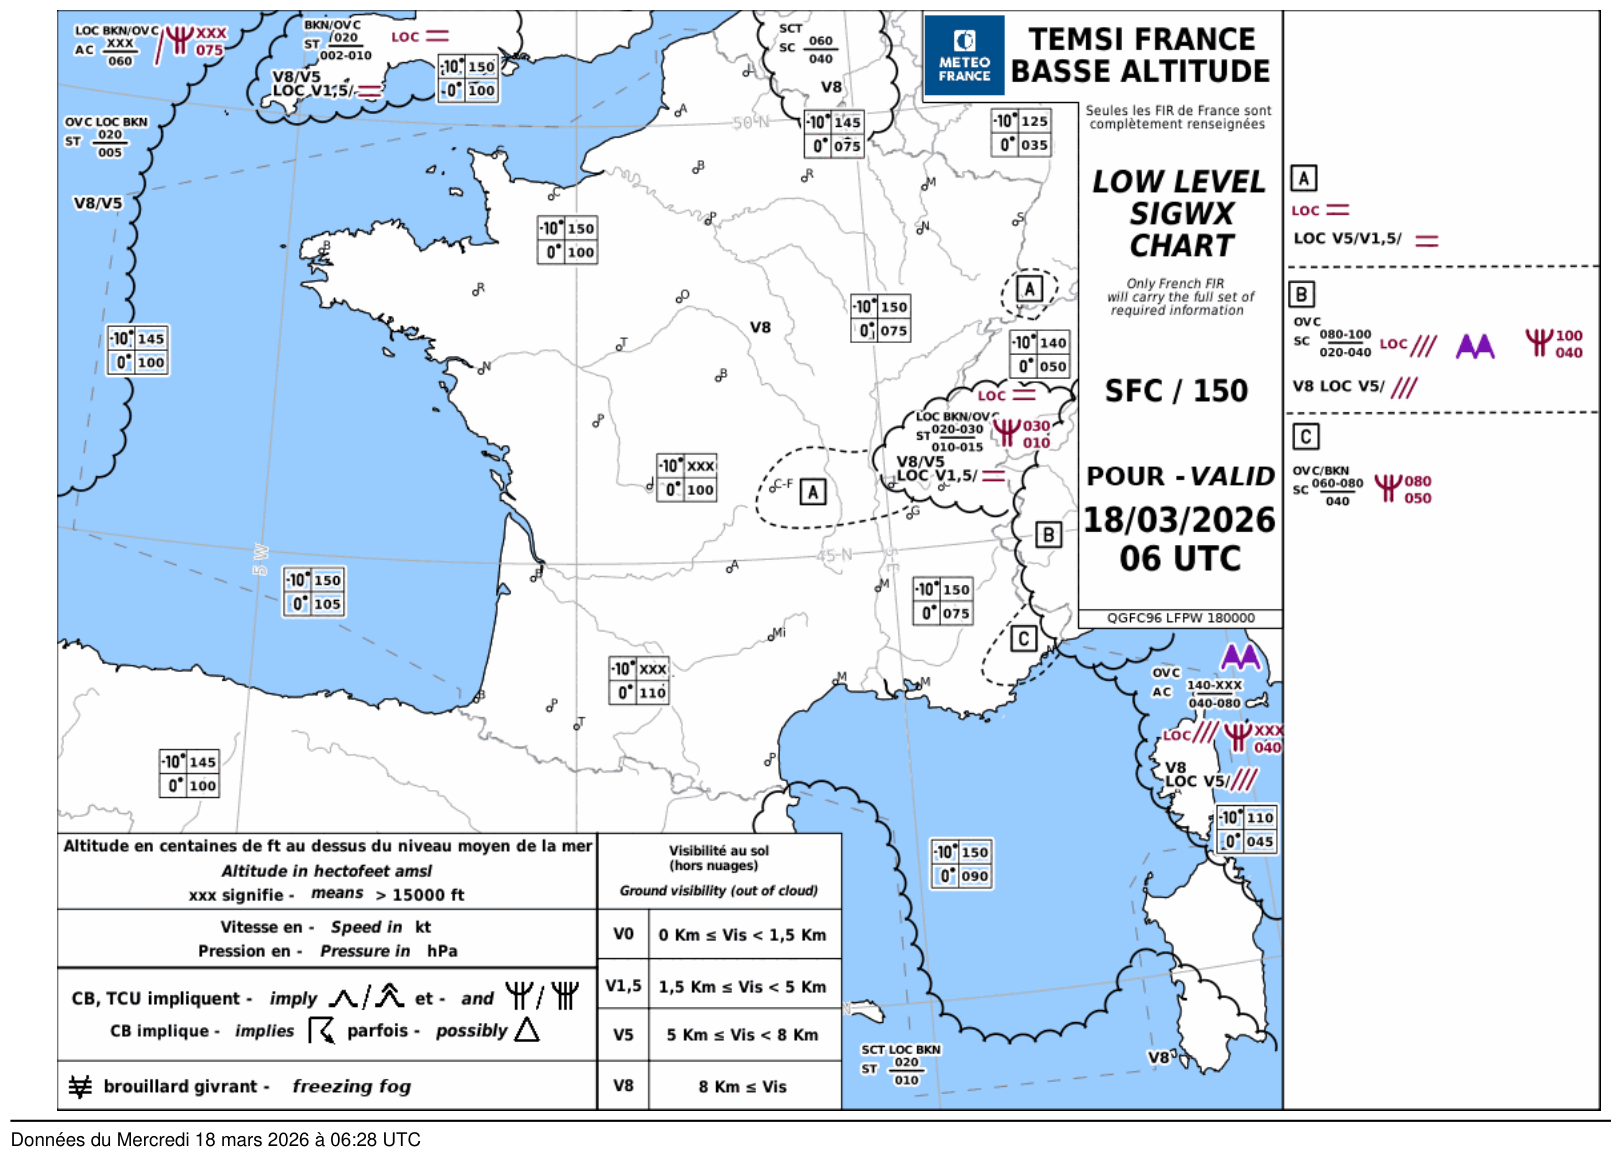 LOC BKN/OVC
AC XXX XXX
060 075
BKN/OVC
020
ST
002-010
LOC
V8/V5
LOC V1,5/
-10° 150
0° 100
SCT
SC 060
040
V8
-10° 145
0° 075
-10° 125
0° 035
METEO
FRANCE
TEMSI FRANCE
BASSE ALTITUDE
Seules les FIR de France sont
complètement renseignées
LOW LEVEL
SIGWX
CHART
Only French FIR
will carry the full set of
required information
SFC / 150
POUR - VALID
18/03/2026
06 UTC
QGFC96 LFPW 180000
OVC LOC BKN
020
ST
005
V8/V5
-10° 145
0° 100
50°N
L
A
C
C
B
R
M
P
N
S
B
-10° 150
0° 100
R
O
T
V8
B
N
P
-10° 150
0° 075
A
-10° 140
0° 050
LOC
LOC BKN/OVC
ST 020-030 030
010-015 010
V8/V5
LOC V1,5/
-10° XXX
0° 100
L
C-F
A
G
B
45°N
5°W
-10° 150
0° 105
B
A
M
-10° 150
0° 075
C
Mi
N
-10° XXX
0° 110
M
M
B
P
T
P
-10° 145
0° 100
OVC
AC 140-XXX
040-080
LOC XXX
040
V8
LOC V5/
A
-10° 110
0° 045
-10° 150
0° 090
SCT LOC BKN
ST 020
010
V8
A
LOC
LOC V5/V1,5/
B
OVC
SC 080-100 LOC 100
020-040 040
V8 LOC V5/
C
OVC/BKN
SC 060-080 080
040 050
Altitude en centaines de ft au dessus du niveau moyen de la mer
Altitude in hectofeet amsl
xxx signifie - means > 15000 ft
Vitesse en - Speed in kt
Pression en - Pressure in hPa
CB, TCU impliquent - imply / et - and /
CB implique - implies parfois - possibly
brouillard givrant - freezing fog
Visibilité au sol
(hors nuages)
Ground visibility (out of cloud)
V0 0 Km ≤ Vis < 1,5 Km
V1,5 1,5 Km ≤ Vis < 5 Km
V5 5 Km ≤ Vis < 8 Km
V8 8 Km ≤ Vis
Données du Mercredi 18 mars 2026 à 06:28 UTC